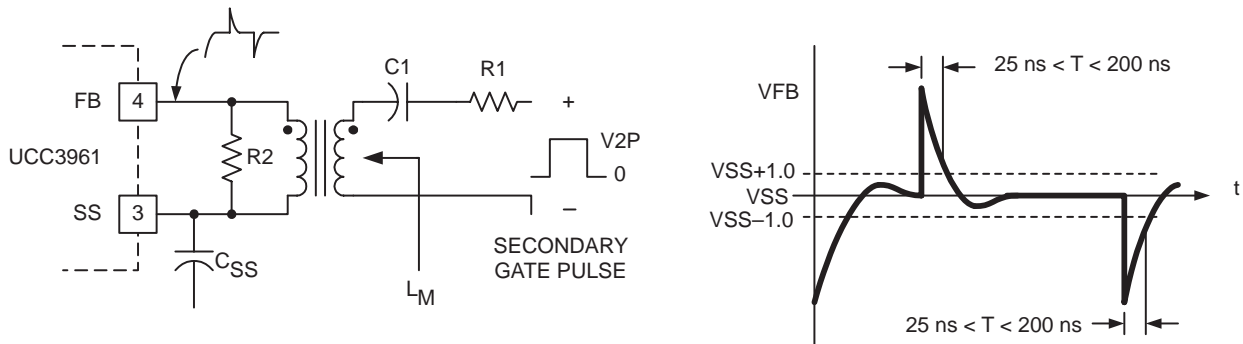 FB
4
UCC3961
SS
3
R2
CSS
C1
R1
+
V2P
0
–
SECONDARY
GATE PULSE
LM
VFB
25 ns < T < 200 ns
VSS+1.0
VSS
VSS–1.0
t
25 ns < T < 200 ns